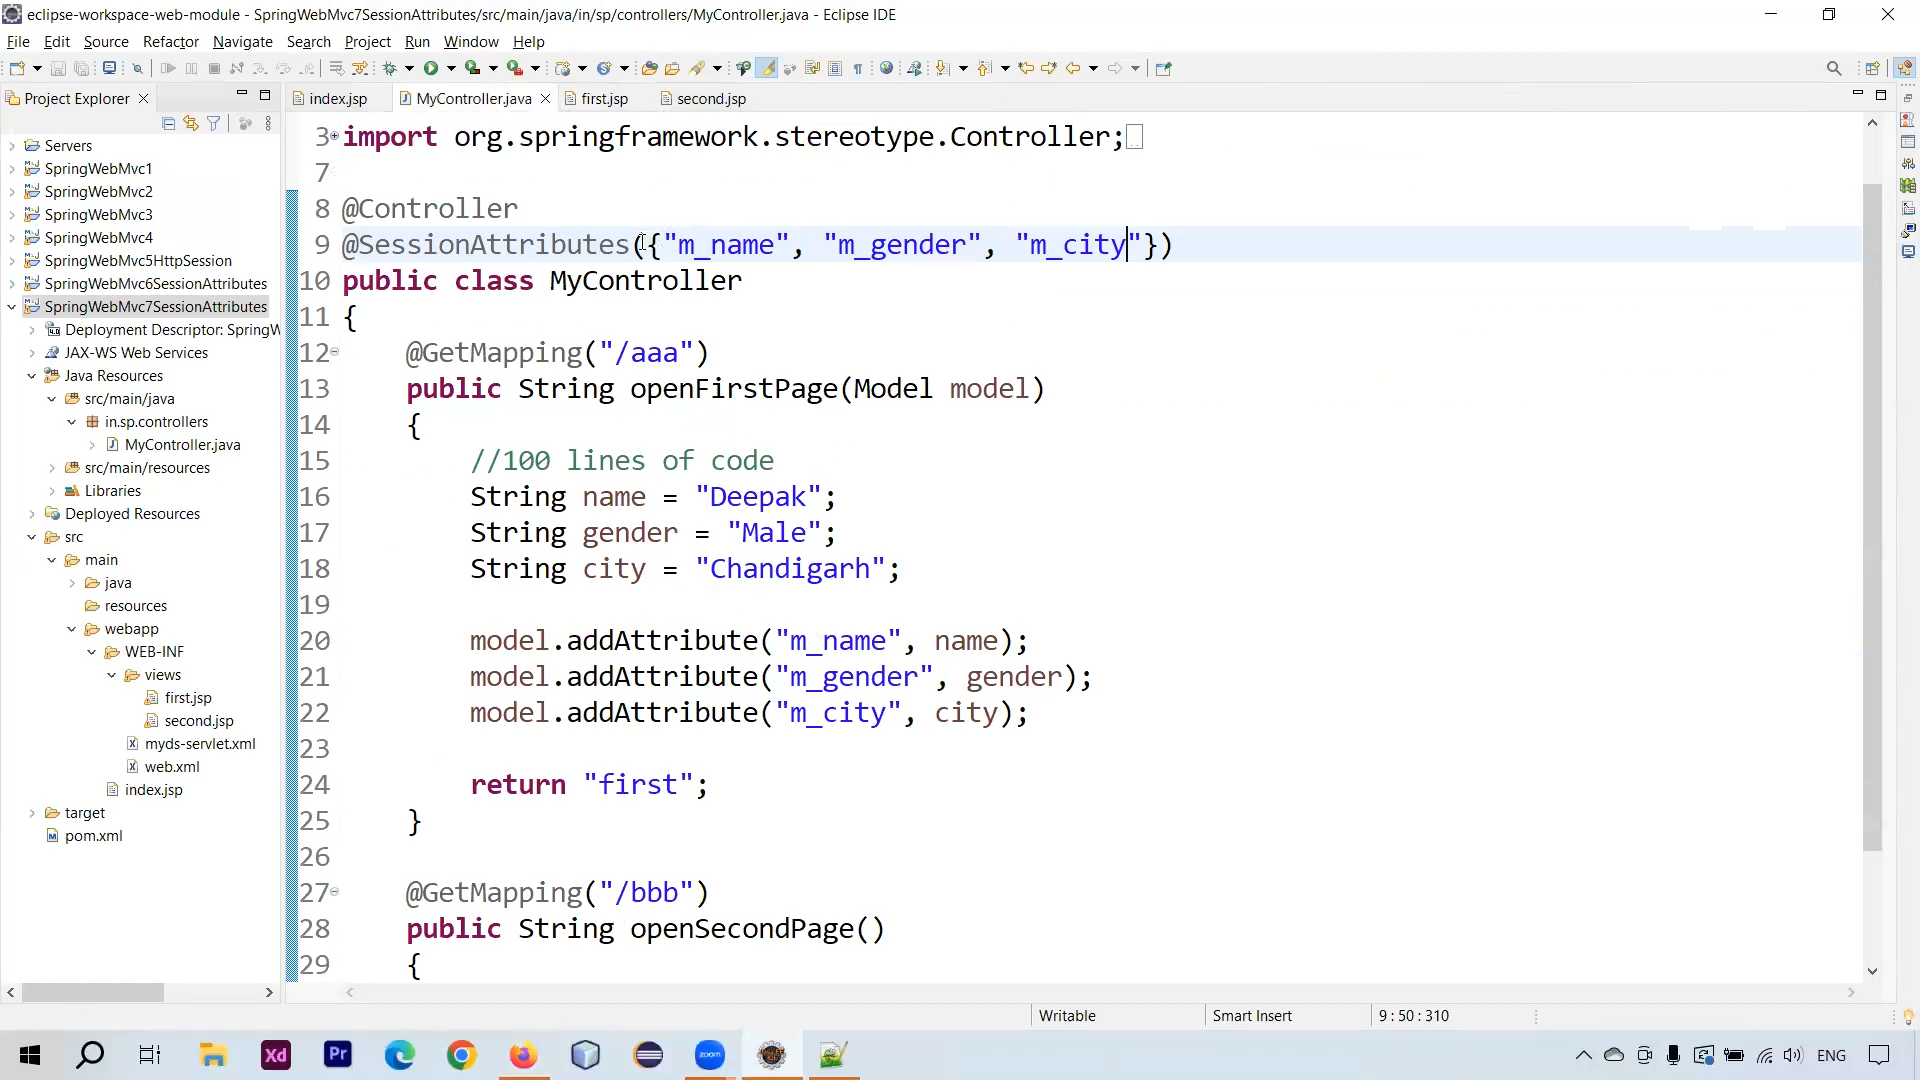 eclipse-workspace-web-module - SpringWebMvc7SessionAttributes/src/main/java/in/sp/controllers/MyController.java - Eclipse IDE
File Edit Source Refactor Navigate Search Project Run Window Help
Project Explorer
index.jsp MyController.java first.jsp second.jsp
Servers
SpringWebMvc1
SpringWebMvc2
SpringWebMvc3
SpringWebMvc4
SpringWebMvc5HttpSession
SpringWebMvc6SessionAttributes
SpringWebMvc7SessionAttributes
Deployment Descriptor: SpringW
JAX-WS Web Services
Java Resources
src/main/java
in.sp.controllers
MyController.java
src/main/resources
Libraries
Deployed Resources
src
main
java
resources
webapp
WEB-INF
views
first.jsp
second.jsp
myds-servlet.xml
web.xml
index.jsp
target
pom.xml
3 import org.springframework.stereotype.Controller;
7
8 @Controller
9 @SessionAttributes({"m_name", "m_gender", "m_city"})
10 public class MyController
11 {
12 @GetMapping("/aaa")
13 public String openFirstPage(Model model)
14 {
15 //100 lines of code
16 String name = "Deepak";
17 String gender = "Male";
18 String city = "Chandigarh";
19
20 model.addAttribute("m_name", name);
21 model.addAttribute("m_gender", gender);
22 model.addAttribute("m_city", city);
23
24 return "first";
25 }
26
27 @GetMapping("/bbb")
28 public String openSecondPage()
29 {
Writable Smart Insert 9 : 50 : 310
Xd Pr zoom ENG